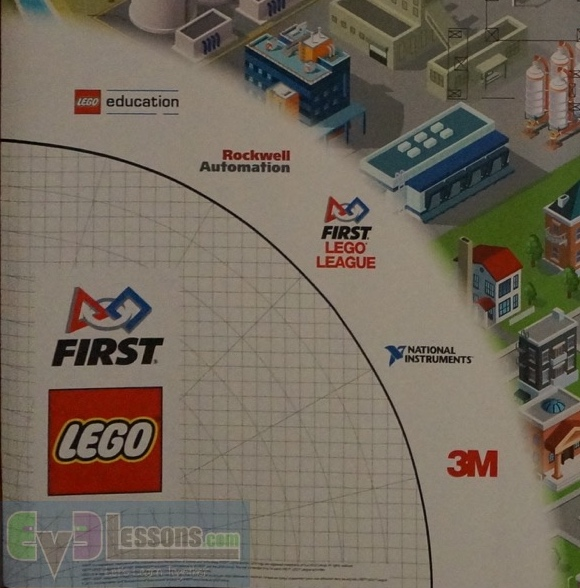 LEGO education
Rockwell
Automation
FIRST
LEGO
LEAGUE
FIRST
NATIONAL
INSTRUMENTS
LEGO
3M
EV3Lessons.com